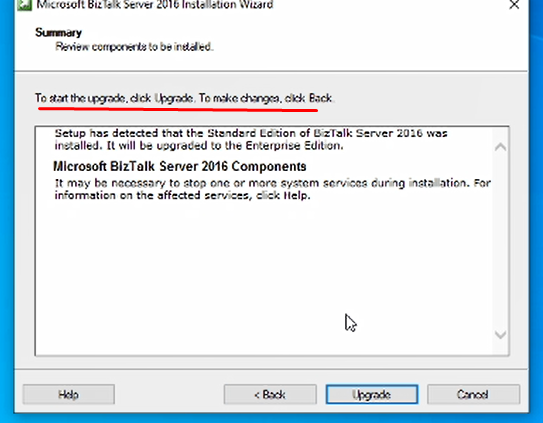 Microsoft BizTalk Server 2016 Installation Wizard
Summary
Review components to be installed.
To start the upgrade, click Upgrade. To make changes, click Back.
Setup has detected that the Standard Edition of BizTalk Server 2016 was
installed. It will be upgraded to the Enterprise Edition.
Microsoft BizTalk Server 2016 Components
It may be necessary to stop one or more system services during installation. For
information on the affected services, click Help.
Help
< Back
Upgrade
Cancel